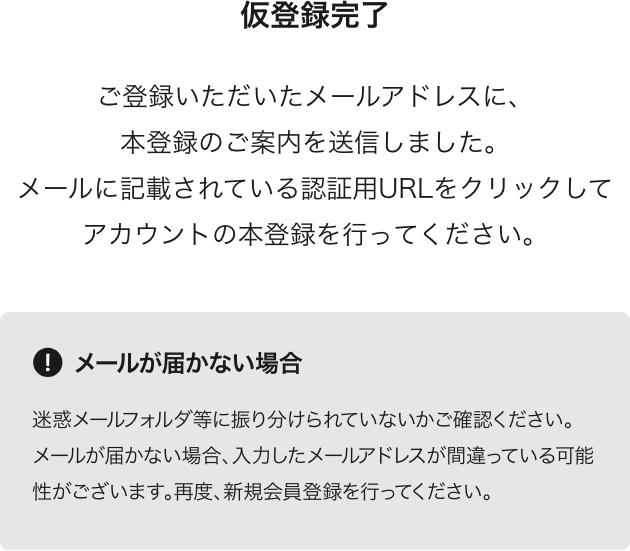 仮登録完了
ご登録いただいたメールアドレスに、
本登録のご案内を送信しました。
メールに記載されている認証用URLをクリックして
アカウントの本登録を行ってください。
メールが届かない場合
迷惑メールフォルダ等に振り分けられていないかご確認ください。
メールが届かない場合、入力したメールアドレスが間違っている可能
性がございます。再度、新規会員登録を行ってください。